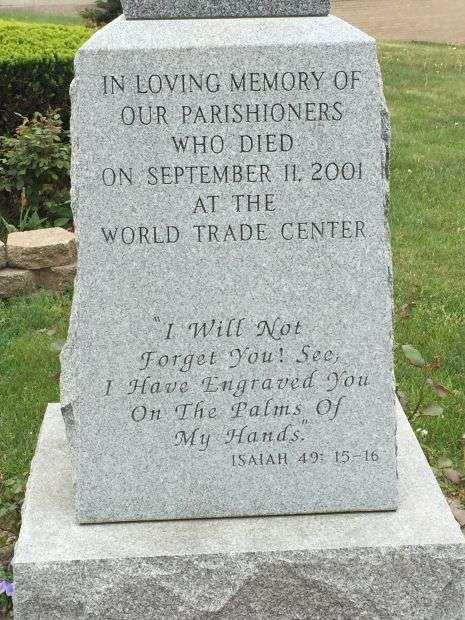 IN LOVING MEMORY OF
OUR PARISHIONERS
WHO DIED
ON SEPTEMBER 11, 2001
AT THE
WORLD TRADE CENTER
"I Will Not
Forget You! See,
I Have Engraved You
On The Palms Of
My Hands."
ISAIAH 49: 15-16